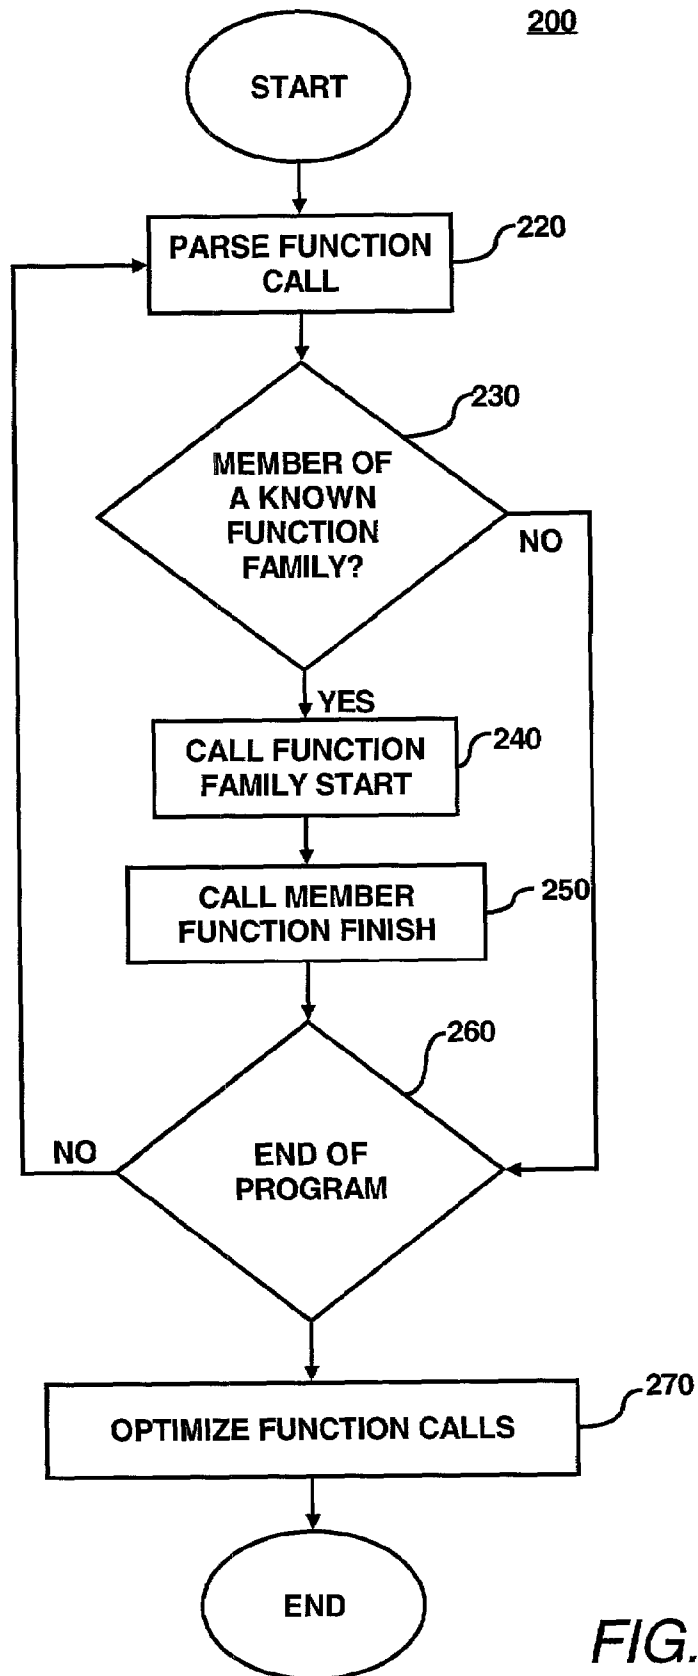 200
START
PARSE FUNCTION
CALL
220
230
MEMBER OF
A KNOWN
FUNCTION
FAMILY?
NO
YES
CALL FUNCTION
FAMILY START
240
CALL MEMBER
FUNCTION FINISH
250
260
END OF
PROGRAM
NO
270
OPTIMIZE FUNCTION CALLS
END
FIG.